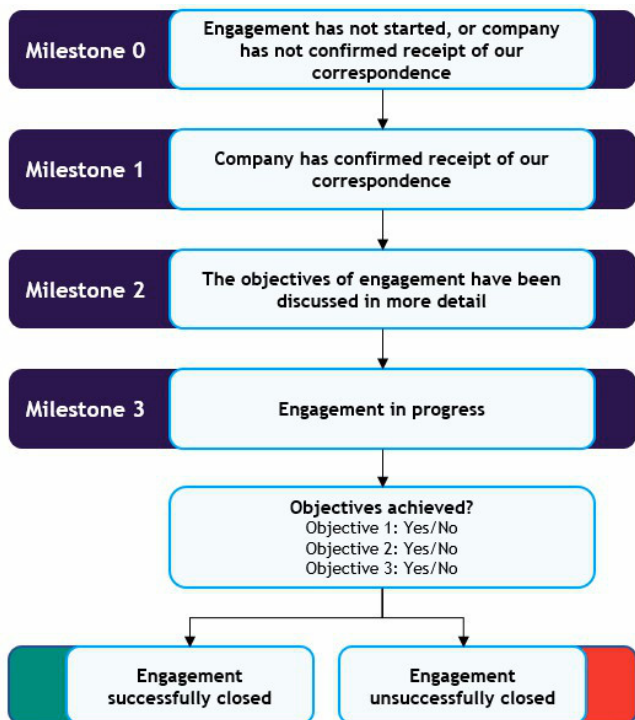 Milestone 0
Engagement has not started, or company
has not confirmed receipt of our
correspondence
Milestone 1
Company has confirmed receipt of our
correspondence
Milestone 2
The objectives of engagement have been
discussed in more detail
Milestone 3
Engagement in progress
Objectives achieved?
Objective 1: Yes/No
Objective 2: Yes/No
Objective 3: Yes/No
Engagement
successfully closed
Engagement
unsuccessfully closed